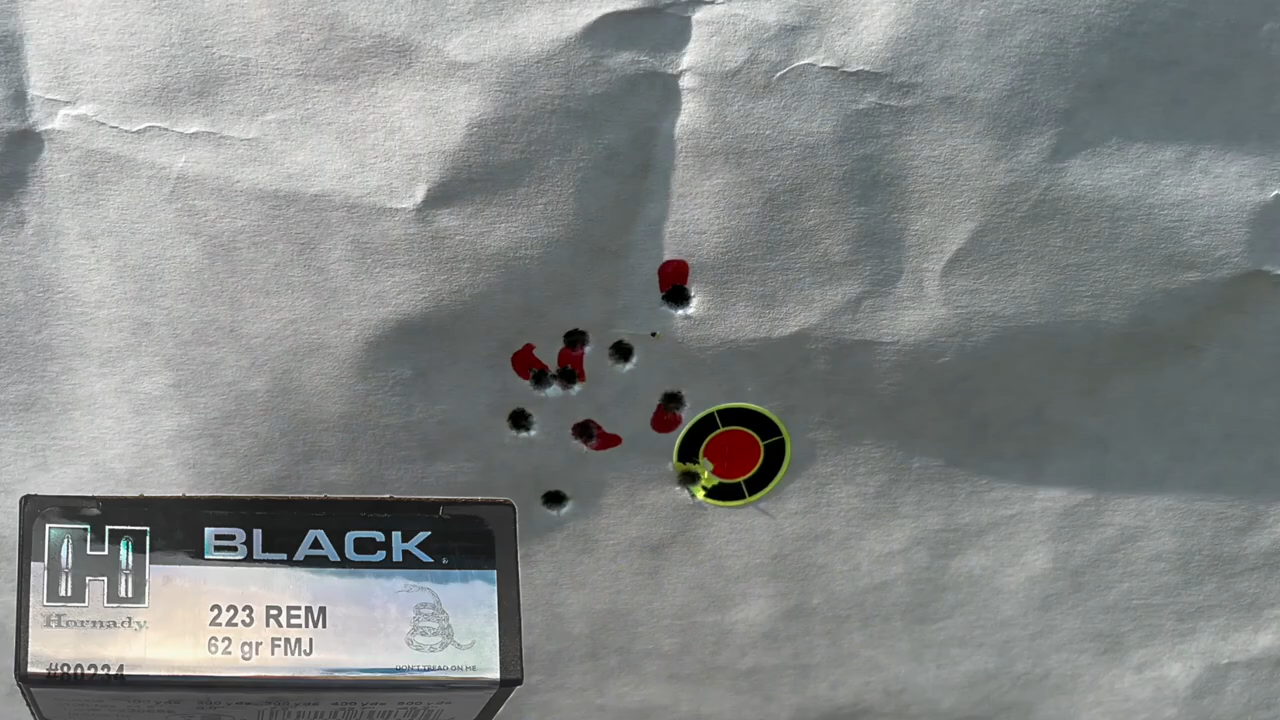 H
BLACK.
Hornady.
223 REM
62 gr FMJ
DON'T TREAD ON ME
#80234